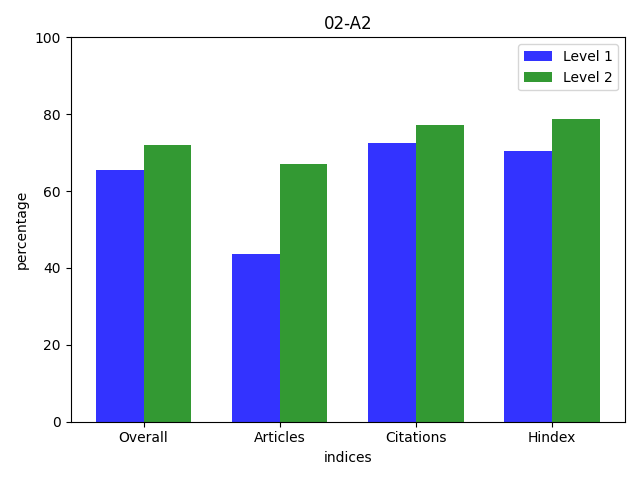 02-A2
100
80
60
40
20
0
percentage
Level 1
Level 2
Overall Articles Citations Hindex
indices